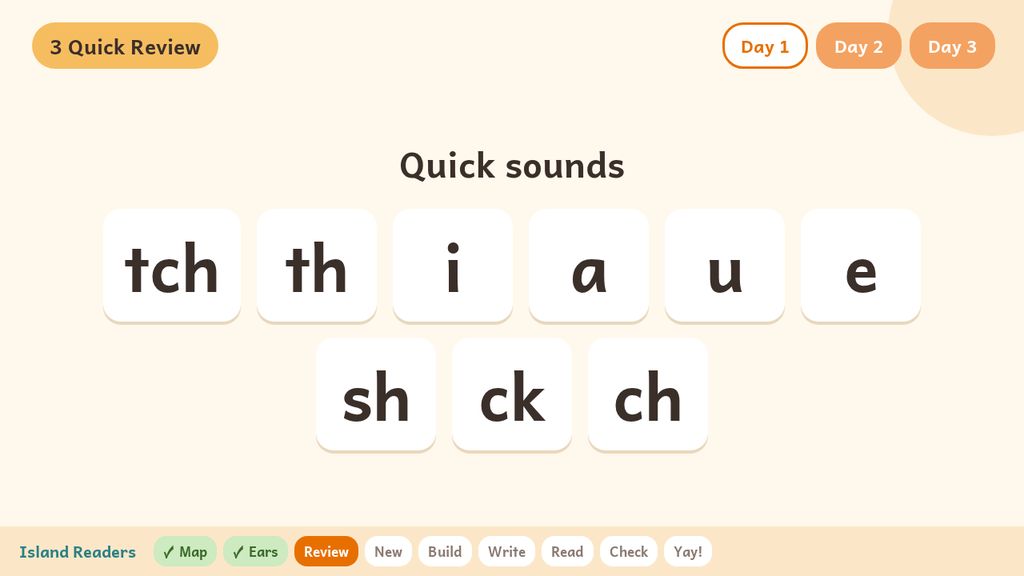 3 Quick Review
Day 1 Day 2 Day 3
Quick sounds
tch th i a u e
sh ck ch
Island Readers ✓ Map ✓ Ears Review New Build Write Read Check Yay!